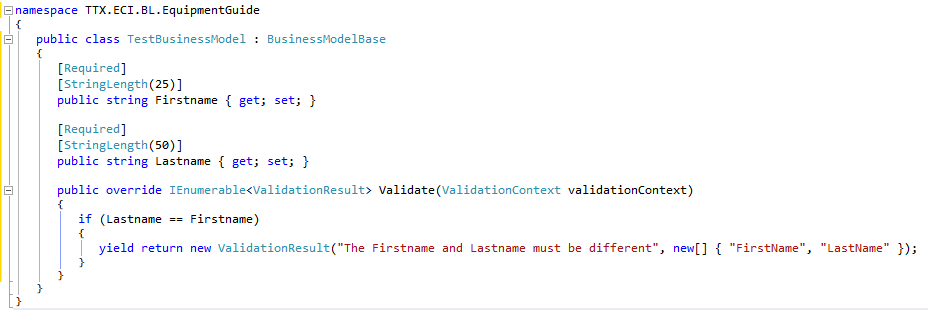 namespace TTX.ECI.BL.EquipmentGuide
{
public class TestBusinessModel : BusinessModelBase
{
[Required]
[StringLength(25)]
public string Firstname { get; set; }
[Required]
[StringLength(50)]
public string Lastname { get; set; }
public override IEnumerable<ValidationResult> Validate(ValidationContext validationContext)
{
if (Lastname == Firstname)
{
yield return new ValidationResult("The Firstname and Lastname must be different", new[] { "FirstName", "LastName" });
}
}
}
}